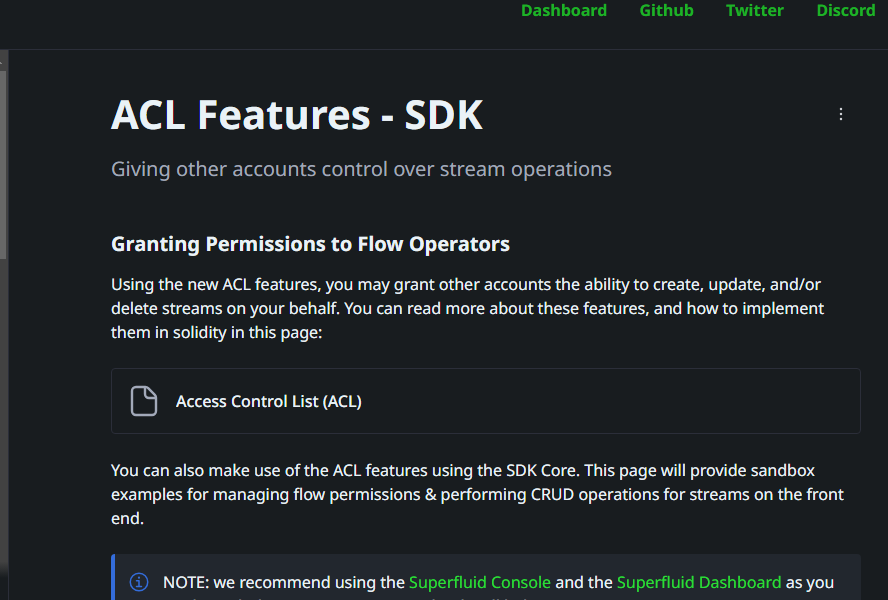 Dashboard Github Twitter Discord
ACL Features - SDK
Giving other accounts control over stream operations
Granting Permissions to Flow Operators
Using the new ACL features, you may grant other accounts the ability to create, update, and/or
delete streams on your behalf. You can read more about these features, and how to implement
them in solidity in this page:
Access Control List (ACL)
You can also make use of the ACL features using the SDK Core. This page will provide sandbox
examples for managing flow permissions & performing CRUD operations for streams on the front
end.
NOTE: we recommend using the Superfluid Console and the Superfluid Dashboard as you